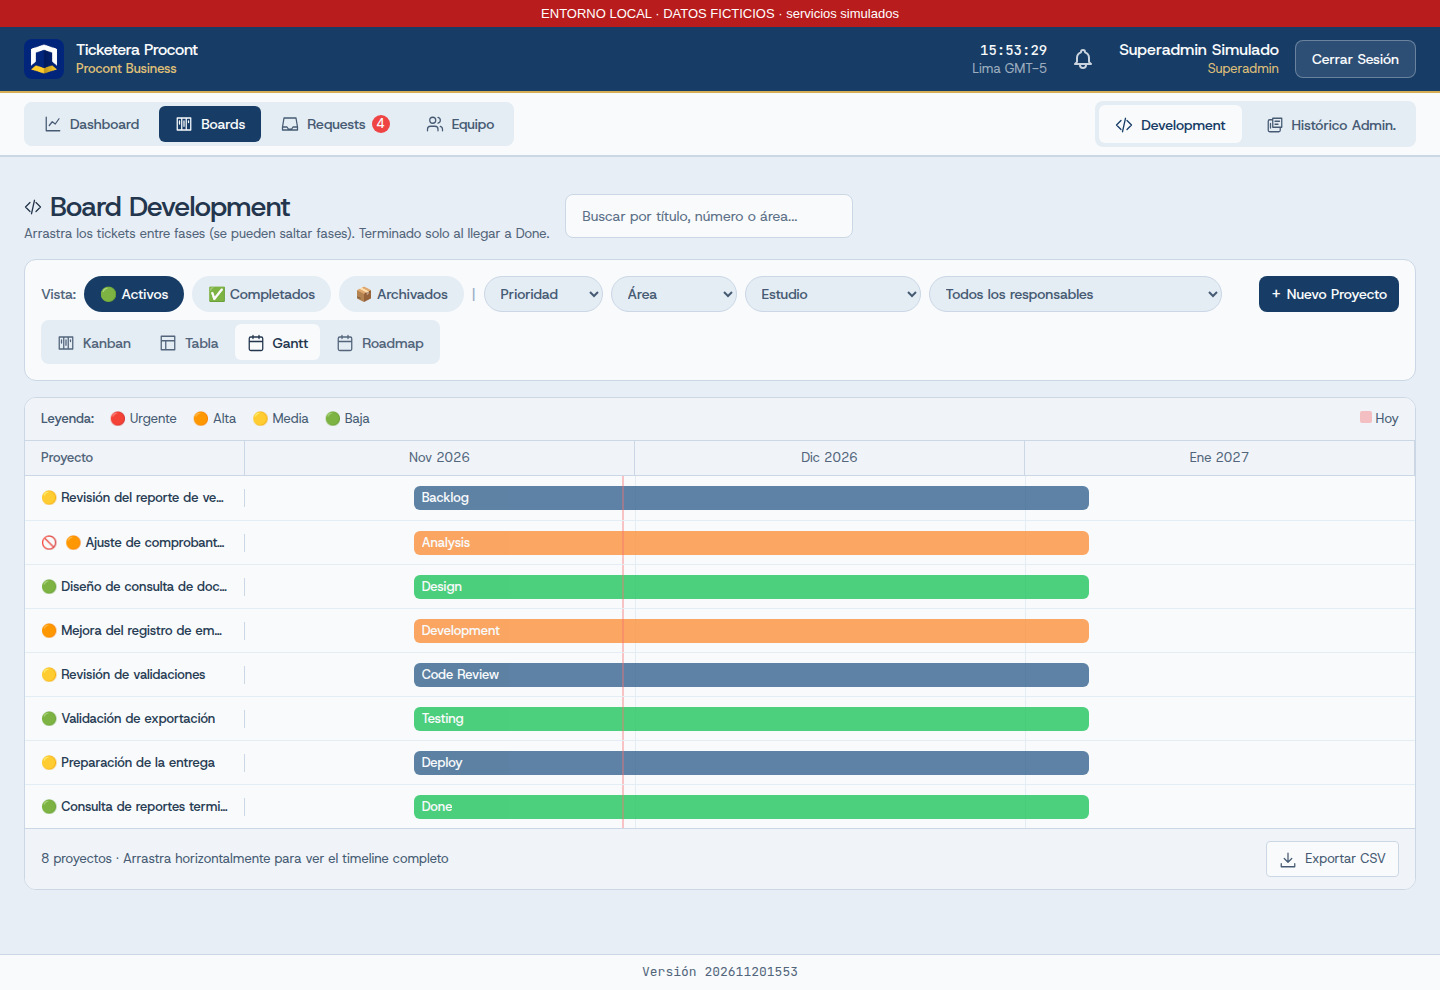 ENTORNO LOCAL · DATOS FICTICIOS · servicios simulados
Ticketera Procont
Procont Business
15:53:29
Lima GMT-5
Superadmin Simulado
Superadmin
Cerrar Sesión
Dashboard
Boards
Requests 4
Equipo
Development
Histórico Admin.
Board Development
Arrastra los tickets entre fases (se pueden saltar fases). Terminado solo al llegar a Done.
Buscar por título, número o área...
Vista:
Activos
Completados
Archivados
|
Prioridad
Área
Estudio
Todos los responsables
+ Nuevo Proyecto
Kanban
Tabla
Gantt
Roadmap
Leyenda:
Urgente
Alta
Media
Baja
Hoy
Proyecto
Nov 2026
Dic 2026
Ene 2027
Revisión del reporte de ve...
Backlog
Ajuste de comprobant...
Analysis
Diseño de consulta de doc...
Design
Mejora del registro de em...
Development
Revisión de validaciones
Code Review
Validación de exportación
Testing
Preparación de la entrega
Deploy
Consulta de reportes termi...
Done
8 proyectos · Arrastra horizontalmente para ver el timeline completo
Exportar CSV
Versión 202611201553